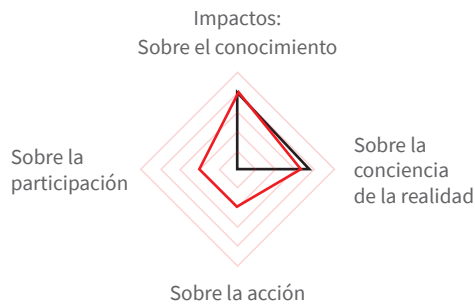 Impactos:
Sobre el conocimiento
Sobre la
participación
Sobre la
conciencia
de la realidad
Sobre la acción